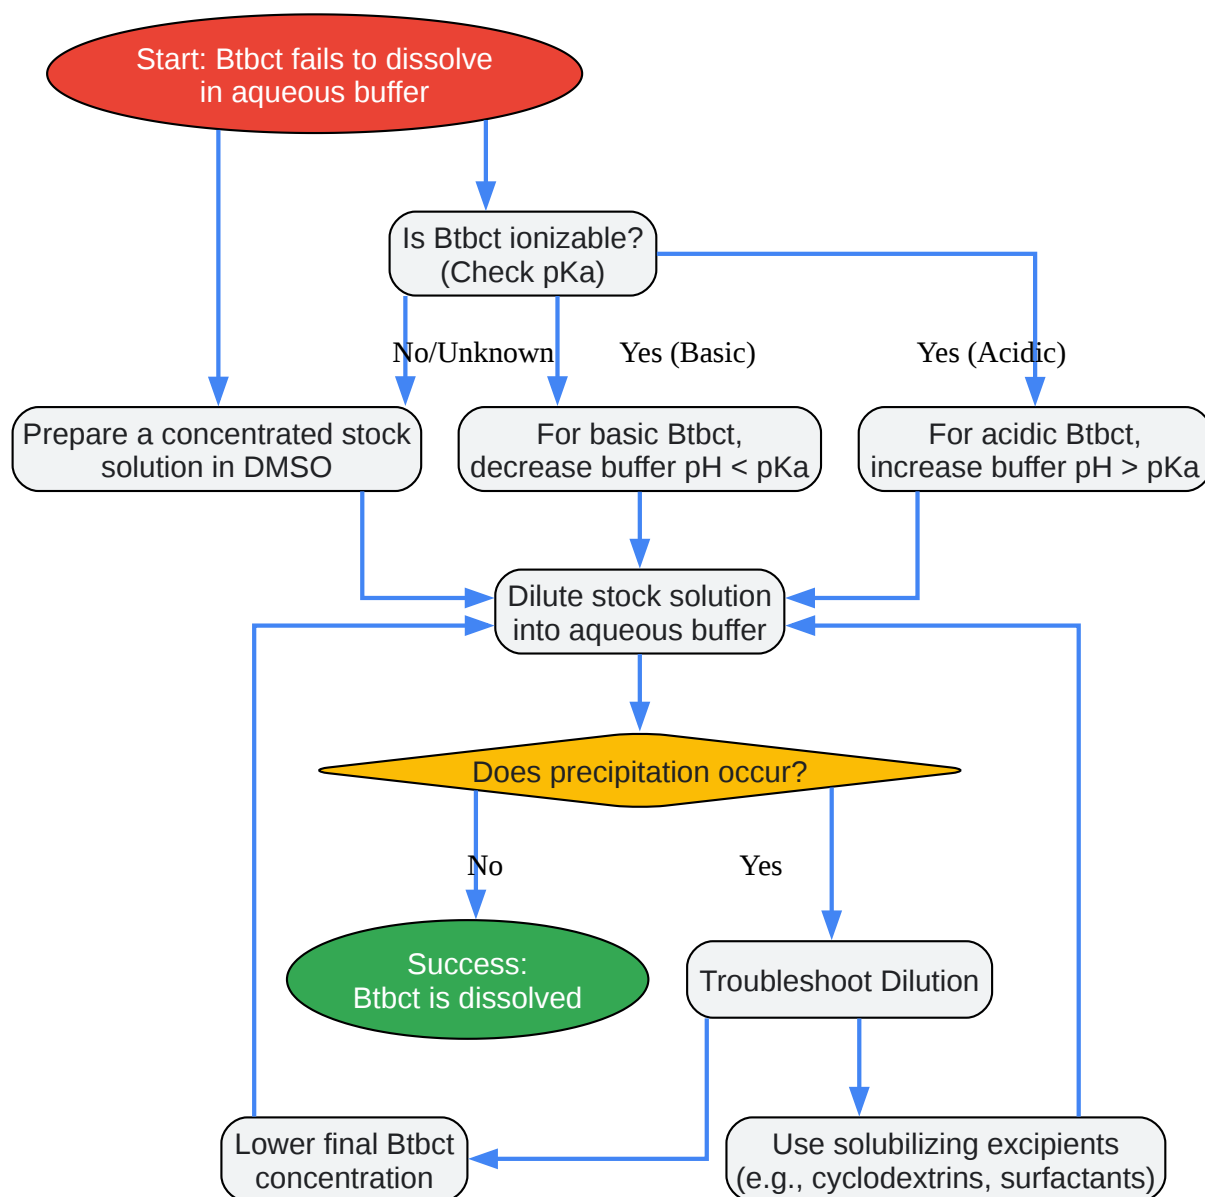 Start: Btbct fails to dissolve
in aqueous buffer
Is Btbct ionizable?
(Check pKa)
No/Unknown
Yes (Basic)
Yes (Acidic)
Prepare a concentrated stock
solution in DMSO
For basic Btbct,
decrease buffer pH < pKa
For acidic Btbct,
increase buffer pH > pKa
Dilute stock solution
into aqueous buffer
Does precipitation occur?
No
Yes
Success:
Btbct is dissolved
Troubleshoot Dilution
Lower final Btbct
concentration
Use solubilizing excipients
(e.g., cyclodextrins, surfactants)